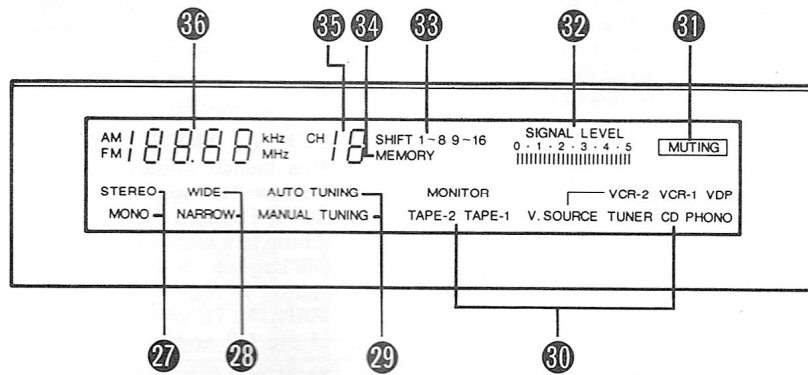 36 35 34 33 32 31
AM 188.88 kHz CH 18 SHIFT 1~8 9~16 SIGNAL LEVEL
FM MHz MEMORY 0·1·2·3·4·5 MUTING
STEREO WIDE AUTO TUNING MONITOR VCR-2 VCR-1 VDP
MONO NARROW MANUAL TUNING TAPE-2 TAPE-1 V.SOURCE TUNER CD PHONO
27 28 29 30